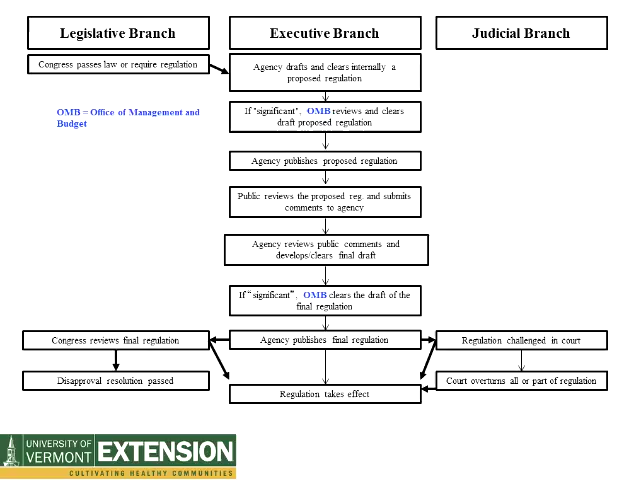 Legislative Branch
Executive Branch
Judicial Branch
Congress passes law or require regulation
Agency drafts and clears internally a
proposed regulation
OMB = Office of Management and
Budget
If "significant", OMB reviews and clears
draft proposed regulation
Agency publishes proposed regulation
Public reviews the proposed reg. and submits
comments to agency
Agency reviews public comments and
develops/clears final draft
If “significant”, OMB clears the draft of the
final regulation
Congress reviews final regulation
Agency publishes final regulation
Regulation challenged in court
Disapproval resolution passed
Regulation takes effect
Court overturns all or part of regulation
UNIVERSITY OF
VERMONT
EXTENSION
CULTIVATING HEALTHY COMMUNITIES